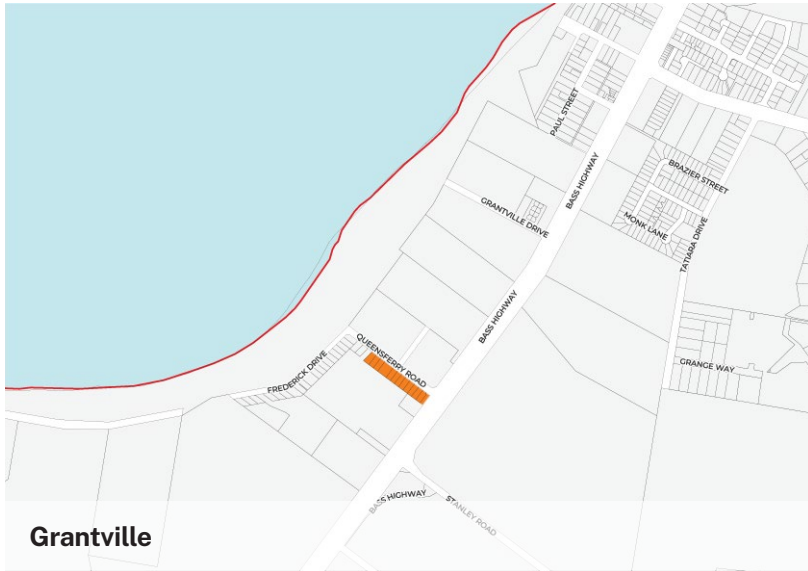 PAUL STREET
BASS HIGHWAY
BRAZIER STREET
MONK LANE
TATIARA DRIVE
GRANTVILLE DRIVE
BASS HIGHWAY
QUEENSFERRY ROAD
FREDERICK DRIVE
GRANGE WAY
BASS HIGHWAY
STANLEY ROAD
Grantville